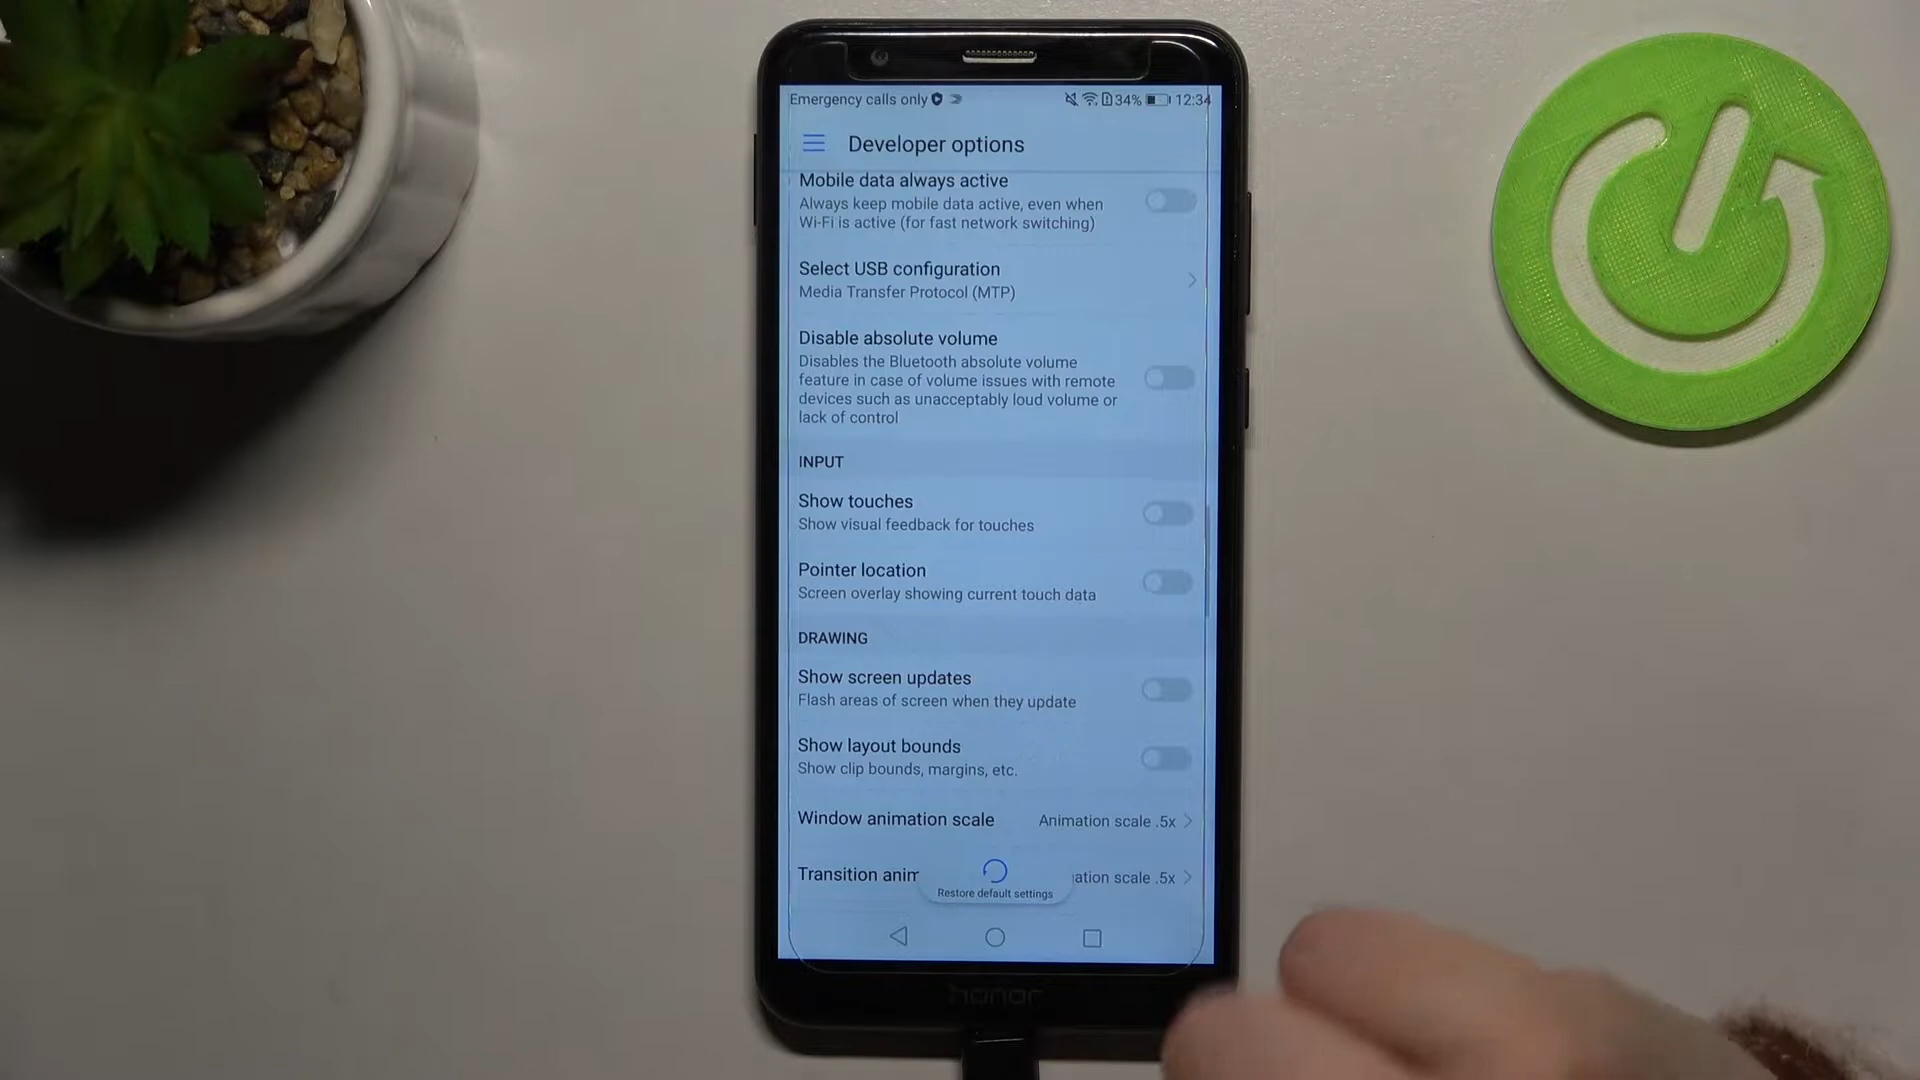 Emergency calls only 34% 12:34
Developer options
Mobile data always active
Always keep mobile data active, even when
Wi-Fi is active (for fast network switching)
Select USB configuration
Media Transfer Protocol (MTP)
Disable absolute volume
Disables the Bluetooth absolute volume
feature in case of volume issues with remote
devices such as unacceptably loud volume or
lack of control
INPUT
Show touches
Show visual feedback for touches
Pointer location
Screen overlay showing current touch data
DRAWING
Show screen updates
Flash areas of screen when they update
Show layout bounds
Show clip bounds, margins, etc.
Window animation scale Animation scale .5x
Transition anim ation scale .5x
Restore default settings
honor